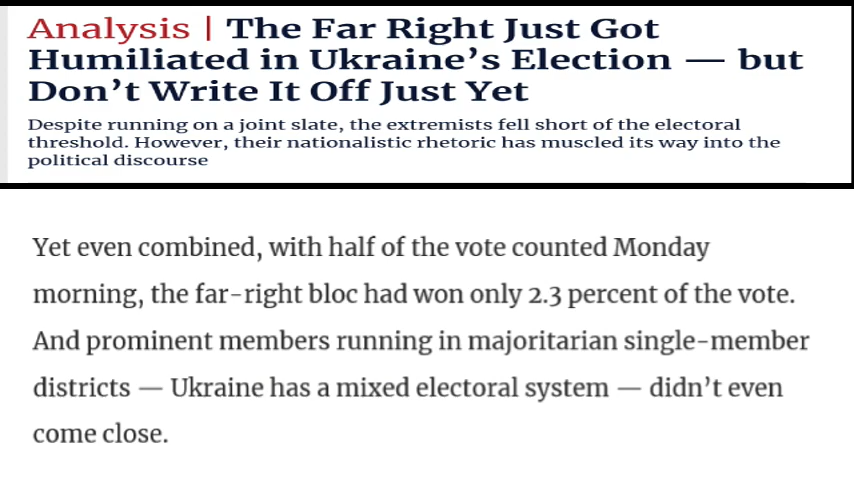 Analysis | The Far Right Just Got
Humiliated in Ukraine’s Election — but
Don’t Write It Off Just Yet
Despite running on a joint slate, the extremists fell short of the electoral
threshold. However, their nationalistic rhetoric has muscled its way into the
political discourse
Yet even combined, with half of the vote counted Monday
morning, the far-right bloc had won only 2.3 percent of the vote.
And prominent members running in majoritarian single-member
districts — Ukraine has a mixed electoral system — didn’t even
come close.